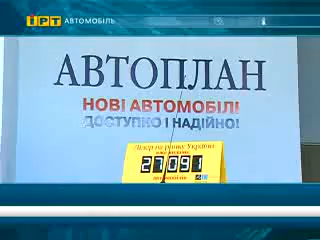 ІРТ АВТОМОБІЛЬ
АВТОПЛАН
НОВІ АВТОМОБІЛІ
ДОСТУПНО І НАДІЙНО!
Лідер на ринку України
27091